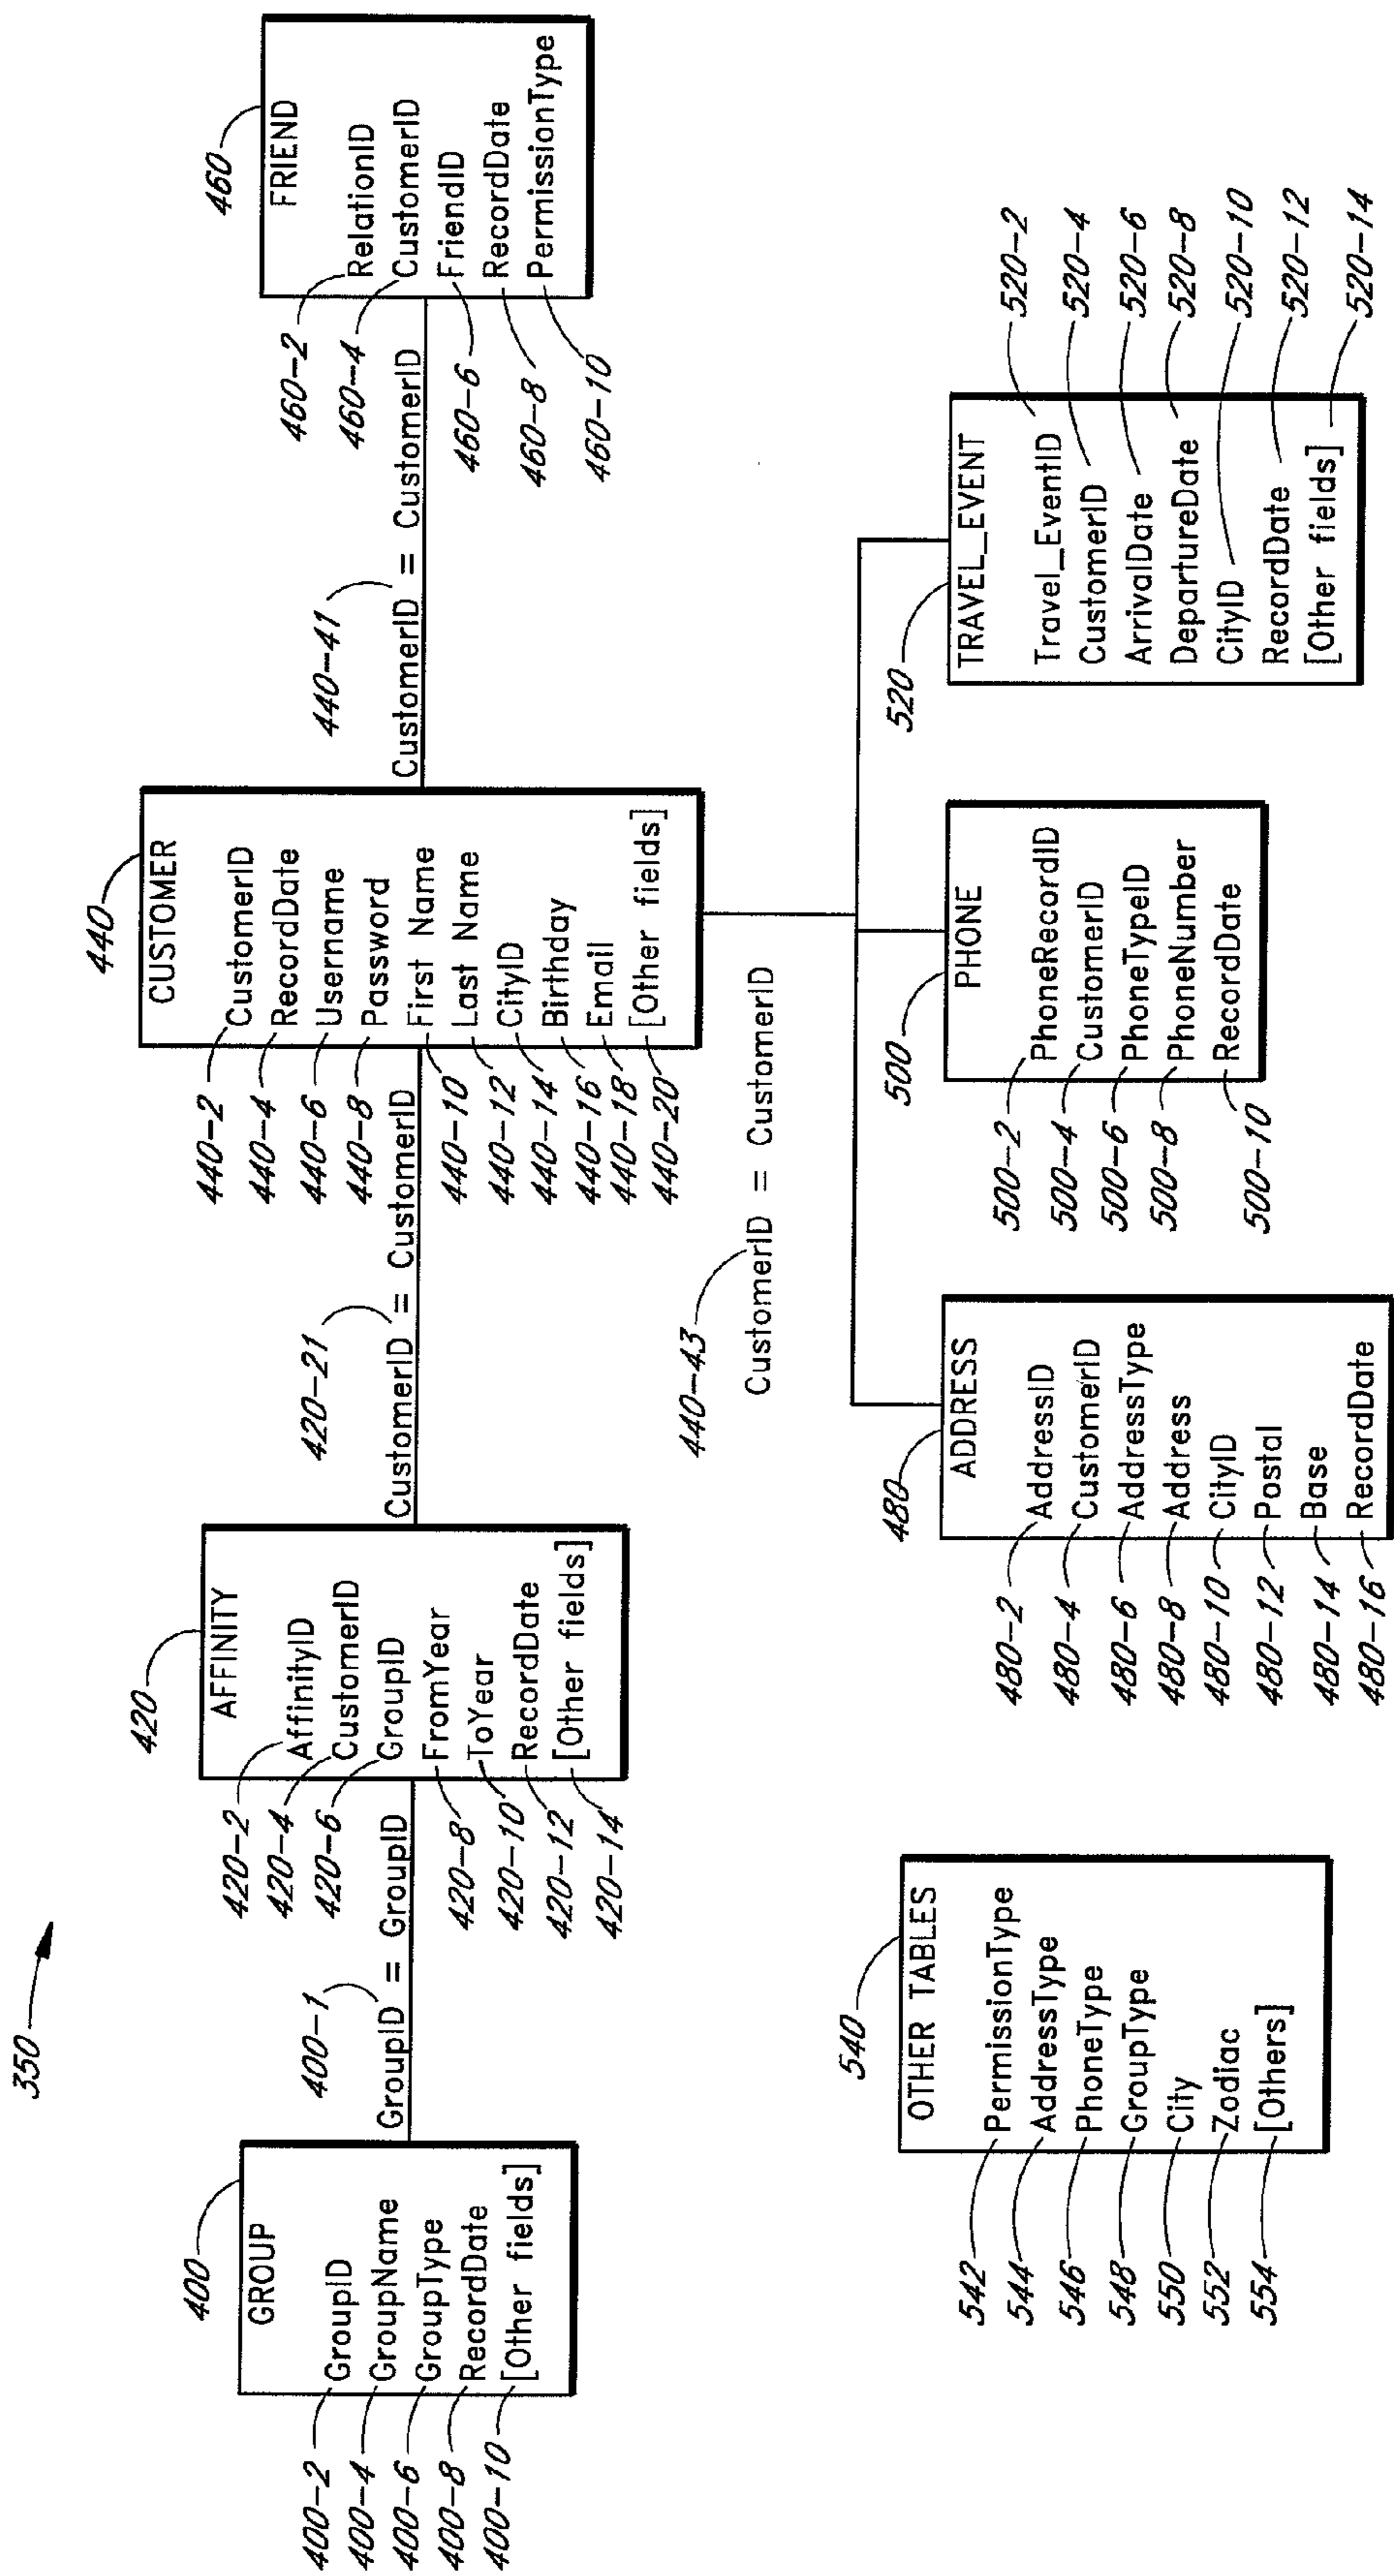 350
400
GROUP
400-2 GroupID
400-4 GroupName
400-6 GroupType
400-8 RecordDate
400-10 [Other fields]
400-1
GroupID = GroupID
420
AFFINITY
420-2 AffinityID
420-4 CustomerID
420-6 GroupID
420-8 FromYear
420-10 ToYear
420-12 RecordDate
420-14 [Other fields]
420-21
CustomerID = CustomerID
440
CUSTOMER
440-2 CustomerID
440-4 RecordDate
440-6 Username
440-8 Password
440-10 First Name
440-12 Last Name
440-14 CityID
440-16 Birthday
440-18 Email
440-20 [Other fields]
440-41
CustomerID = CustomerID
460
FRIEND
460-2 RelationID
460-4 CustomerID
460-6 FriendID
460-8 RecordDate
460-10 PermissionType
440-43
CustomerID = CustomerID
540
OTHER TABLES
542 PermissionType
544 AddressType
546 PhoneType
548 GroupType
550 City
552 Zodiac
554 [Others]
480
ADDRESS
480-2 AddressID
480-4 CustomerID
480-6 AddressType
480-8 Address
480-10 CityID
480-12 Postal
480-14 Base
480-16 RecordDate
500
PHONE
500-2 PhoneRecordID
500-4 CustomerID
500-6 PhoneTypeID
500-8 PhoneNumber
500-10 RecordDate
520
TRAVEL_EVENT
Travel_EventID 520-2
CustomerID 520-4
ArrivalDate 520-6
DepartureDate 520-8
CityID 520-10
RecordDate 520-12
[Other fields] 520-14